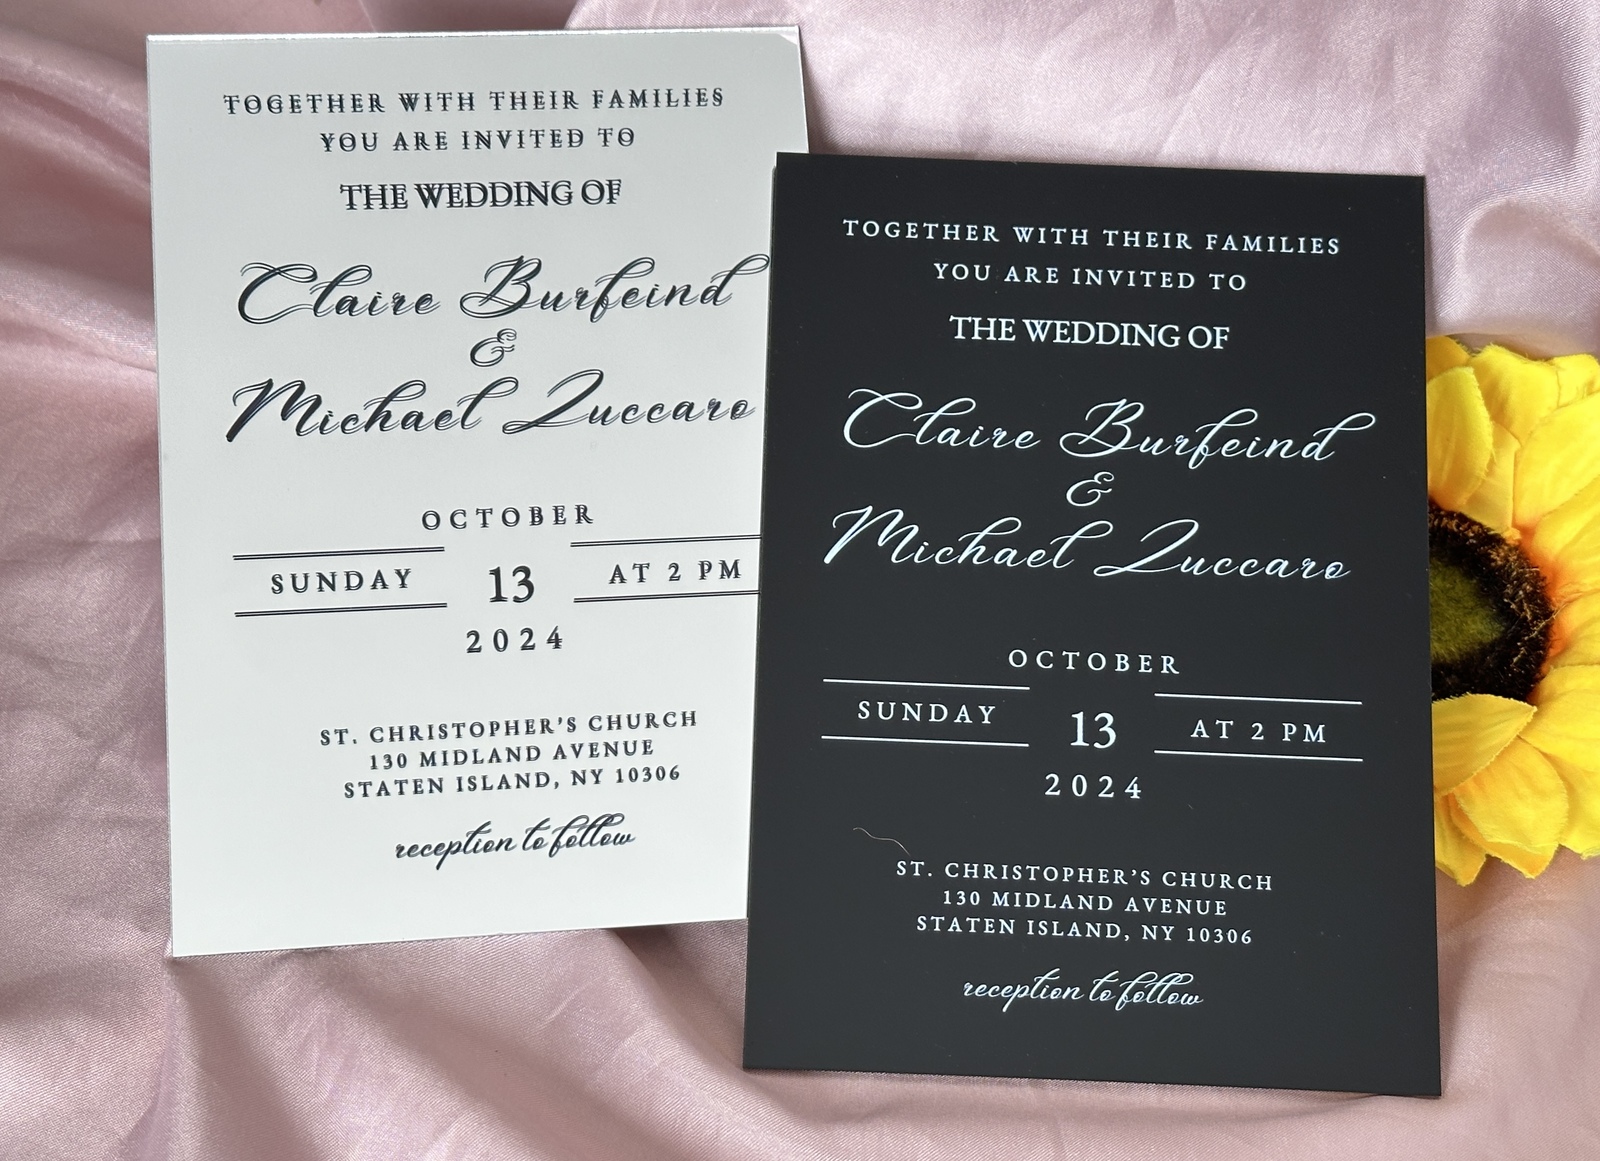 TOGETHER WITH THEIR FAMILIES
YOU ARE INVITED TO
THE WEDDING OF
Claire Burfeind
&
Michael Zuccaro
OCTOBER
SUNDAY 13 AT 2 PM
2024
ST. CHRISTOPHER'S CHURCH
130 MIDLAND AVENUE
STATEN ISLAND, NY 10306
reception to follow
TOGETHER WITH THEIR FAMILIES
YOU ARE INVITED TO
THE WEDDING OF
Claire Burfeind
&
Michael Zuccaro
OCTOBER
SUNDAY 13 AT 2 PM
2024
ST. CHRISTOPHER'S CHURCH
130 MIDLAND AVENUE
STATEN ISLAND, NY 10306
reception to follow